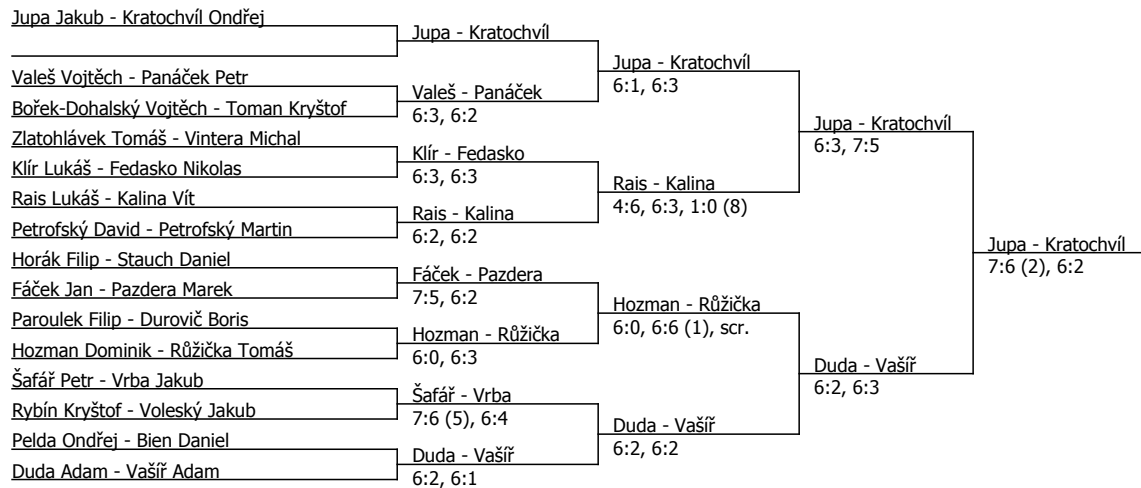 Jupa Jakub - Kratochvíl Ondřej
Valeš Vojtěch - Panáček Petr
Bořek-Dohalský Vojtěch - Toman Kryštof
Zlatohlávek Tomáš - Vintera Michal
Klír Lukáš - Fedasko Nikolas
Rais Lukáš - Kalina Vít
Petrofský David - Petrofský Martin
Horák Filip - Stauch Daniel
Fáček Jan - Pazdera Marek
Paroulek Filip - Durovič Boris
Hozman Dominik - Růžička Tomáš
Šafář Petr - Vrba Jakub
Rybín Kryštof - Voleský Jakub
Pelda Ondřej - Bien Daniel
Duda Adam - Vašíř Adam
Jupa - Kratochvíl
Valeš - Panáček
6:3, 6:2
Klír - Fedasko
6:3, 6:3
Rais - Kalina
6:2, 6:2
Fáček - Pazdera
7:5, 6:2
Hozman - Růžička
6:0, 6:3
Šafář - Vrba
7:6 (5), 6:4
Duda - Vašíř
6:2, 6:1
Jupa - Kratochvíl
6:1, 6:3
Rais - Kalina
4:6, 6:3, 1:0 (8)
Hozman - Růžička
6:0, 6:6 (1), scr.
Duda - Vašíř
6:2, 6:2
Jupa - Kratochvíl
6:3, 7:5
Duda - Vašíř
6:2, 6:3
Jupa - Kratochvíl
7:6 (2), 6:2